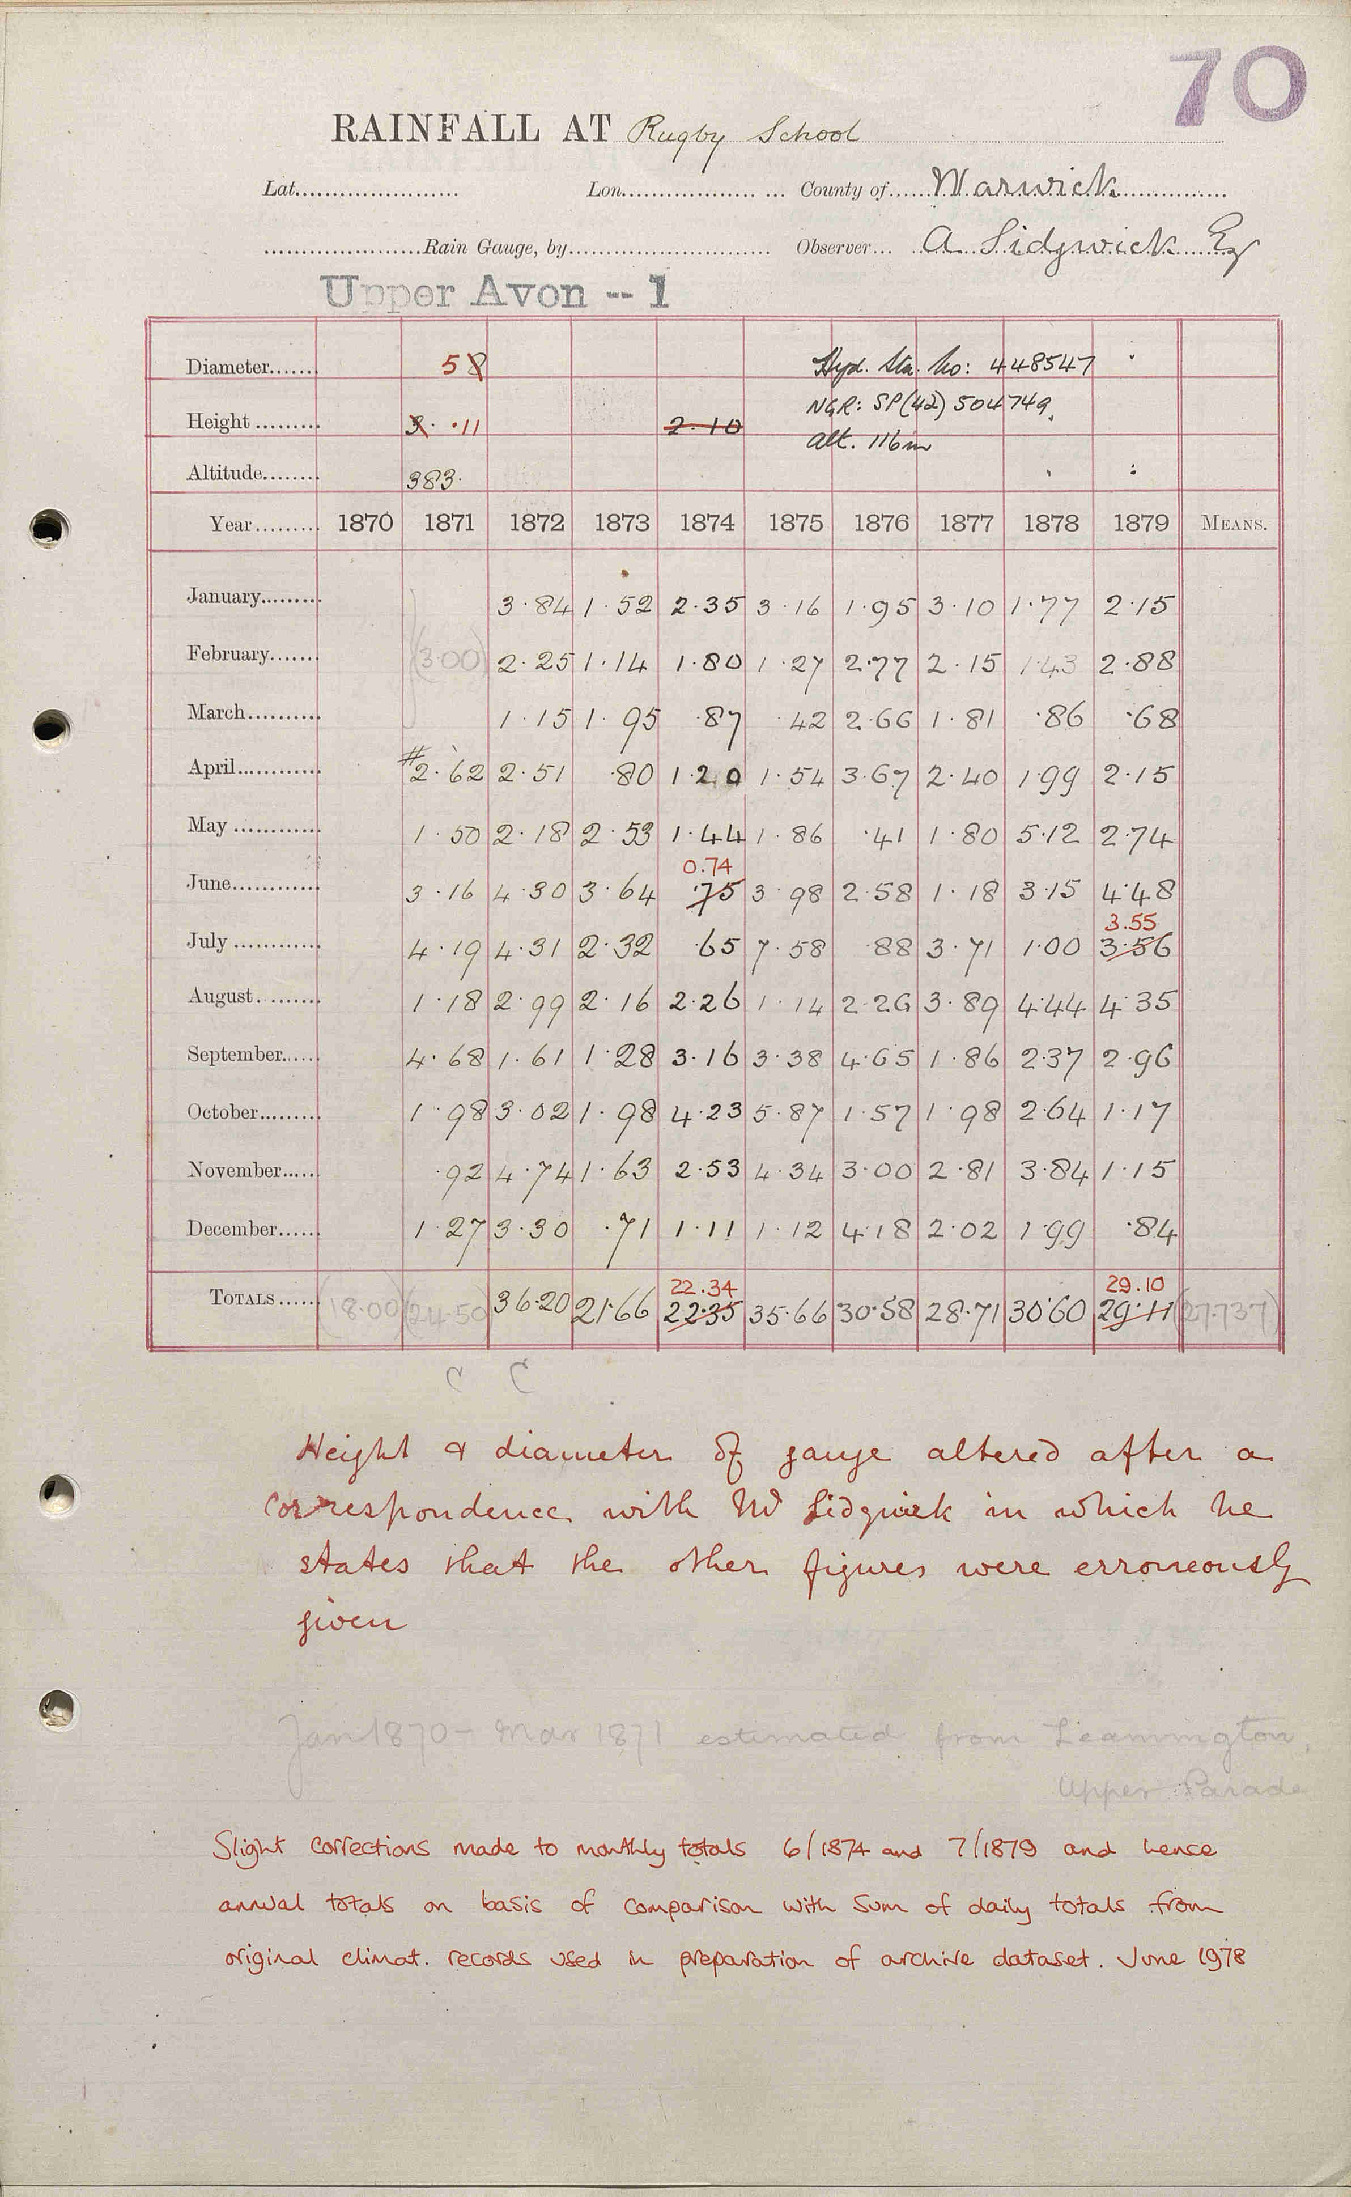 70
RAINFALL AT Rugby School
Lat. Lon. County of Warwick
Rain Gauge, by Observer A Sidgwick Esq
Upper Avon -- 1
Diameter 5 8 Hyd. Sta. No: 448547
Height 3. .11 2.10 NGR: SP(42) 504749.
Alt. 116m
Altitude 383.
Year 1870 1871 1872 1873 1874 1875 1876 1877 1878 1879 MEANS.
January 3.84 1.52 2.35 3.16 1.95 3.10 1.77 2.15
February (3.00) 2.25 1.14 1.80 1.27 2.77 2.15 1.43 2.88
March 1.15 1.95 .87 .42 2.66 1.81 .86 .68
April #2.62 2.51 .80 1.20 1.54 3.67 2.40 1.99 2.15
May 1.50 2.18 2.53 1.44 1.86 .41 1.80 5.12 2.74
0.74
June 3.16 4.30 3.64 .75 3.98 2.58 1.18 3.15 4.48
3.55
July 4.19 4.31 2.32 .65 7.58 .88 3.71 1.00 3.56
August 1.18 2.99 2.16 2.26 1.14 2.26 3.89 4.44 4.35
September 4.68 1.61 1.28 3.16 3.38 4.65 1.86 2.37 2.96
October 1.98 3.02 1.98 4.23 5.87 1.57 1.98 2.64 1.17
November .92 4.74 1.63 2.53 4.34 3.00 2.81 3.84 1.15
December 1.27 3.30 .71 1.11 1.12 4.18 2.02 1.99 .84
22.34 29.10
TOTALS (18.00) (24.50) 36.20 21.66 22.35 35.66 30.58 28.71 30.60 29.11 (27.737)
C C
Height & diameter of gauge altered after a
correspondence with Mr Sidgwick in which he
states that the other figures were erroneously
given
Jan 1870 - Mar 1871 estimated from Leamington,
Upper Parade
Slight corrections made to monthly totals 6/1874 and 7/1879 and hence
annual totals on basis of comparison with sum of daily totals from
original climat. records used in preparation of archive dataset. June 1978